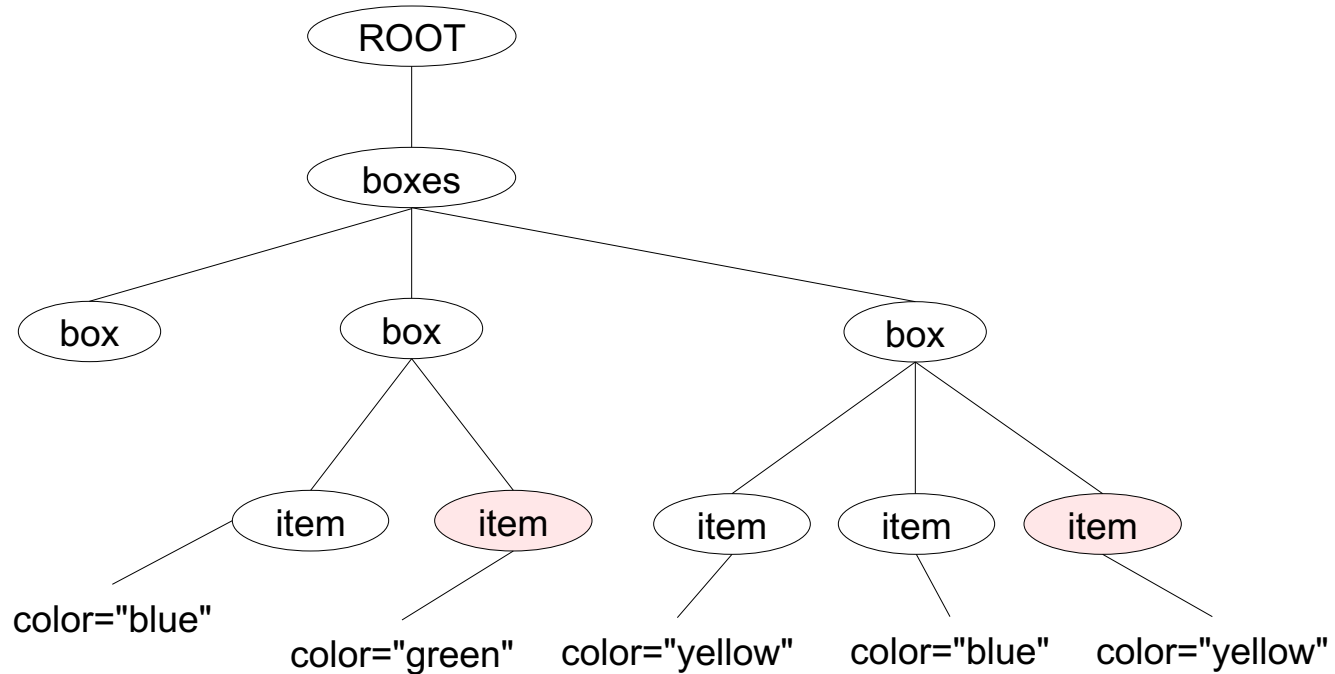 ROOT
boxes
box
box
box
item
item
item
item
item
color="blue"
color="green"
color="yellow"
color="blue"
color="yellow"